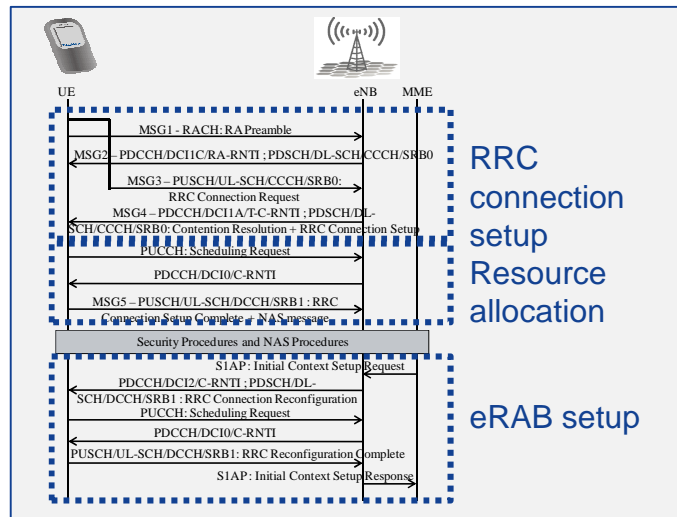 UE eNB MME
MSG1 - RACH: RA Preamble
MSG2 – PDCCH/DCI1C/RA-RNTI ; PDSCH/DL-SCH/CCCH/SRB0
MSG3 – PUSCH/UL-SCH/CCCH/SRB0:
RRC Connection Request
MSG4 – PDCCH/DCI1A/T-C-RNTI ; PDSCH/DL-
SCH/CCCH/SRB0: Contention Resolution + RRC Connection Setup
RRC
connection
setup
PUCCH: Scheduling Request
PDCCH/DCI0/C-RNTI
MSG5 – PUSCH/UL-SCH/DCCH/SRB1 : RRC
Connection Setup Complete + NAS message
Resource
allocation
Security Procedures and NAS Procedures
S1AP: Initial Context Setup Request
PDCCH/DCI2/C-RNTI ; PDSCH/DL-
SCH/DCCH/SRB1 : RRC Connection Reconfiguration
PUCCH: Scheduling Request
PDCCH/DCI0/C-RNTI
PUSCH/UL-SCH/DCCH/SRB1: RRC Reconfiguration Complete
S1AP: Initial Context Setup Response
eRAB setup